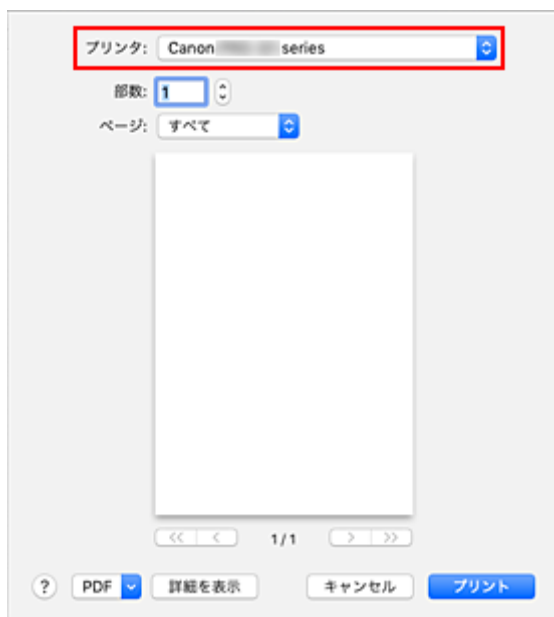 プリンタ: Canon series
部数: 1
ページ: すべて
<< < 1/1 > >>
? PDF 詳細を表示 キャンセル プリント